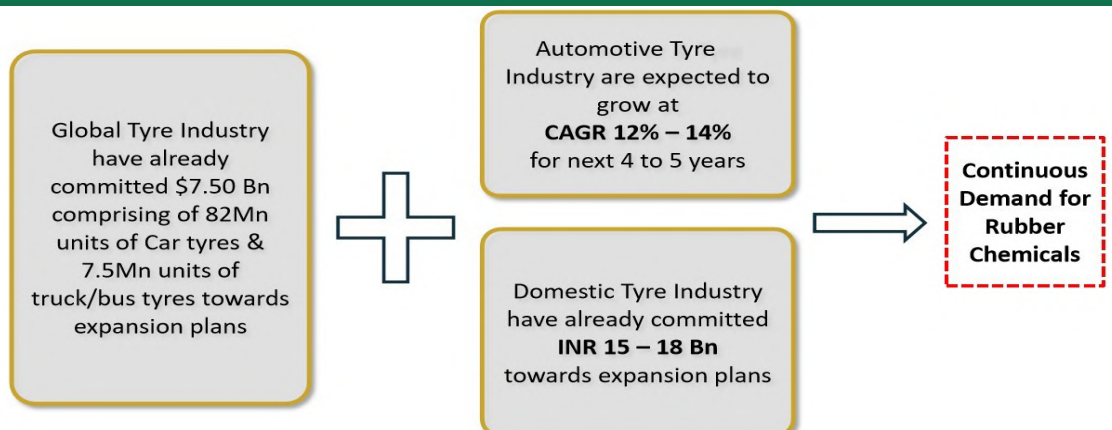 Global Tyre Industry
have already
committed $7.50 Bn
comprising of 82Mn
units of Car tyres &
7.5Mn units of
truck/bus tyres towards
expansion plans
Automotive Tyre
Industry are expected to
grow at
CAGR 12% – 14%
for next 4 to 5 years
Domestic Tyre Industry
have already committed
INR 15 – 18 Bn
towards expansion plans
Continuous
Demand for
Rubber
Chemicals